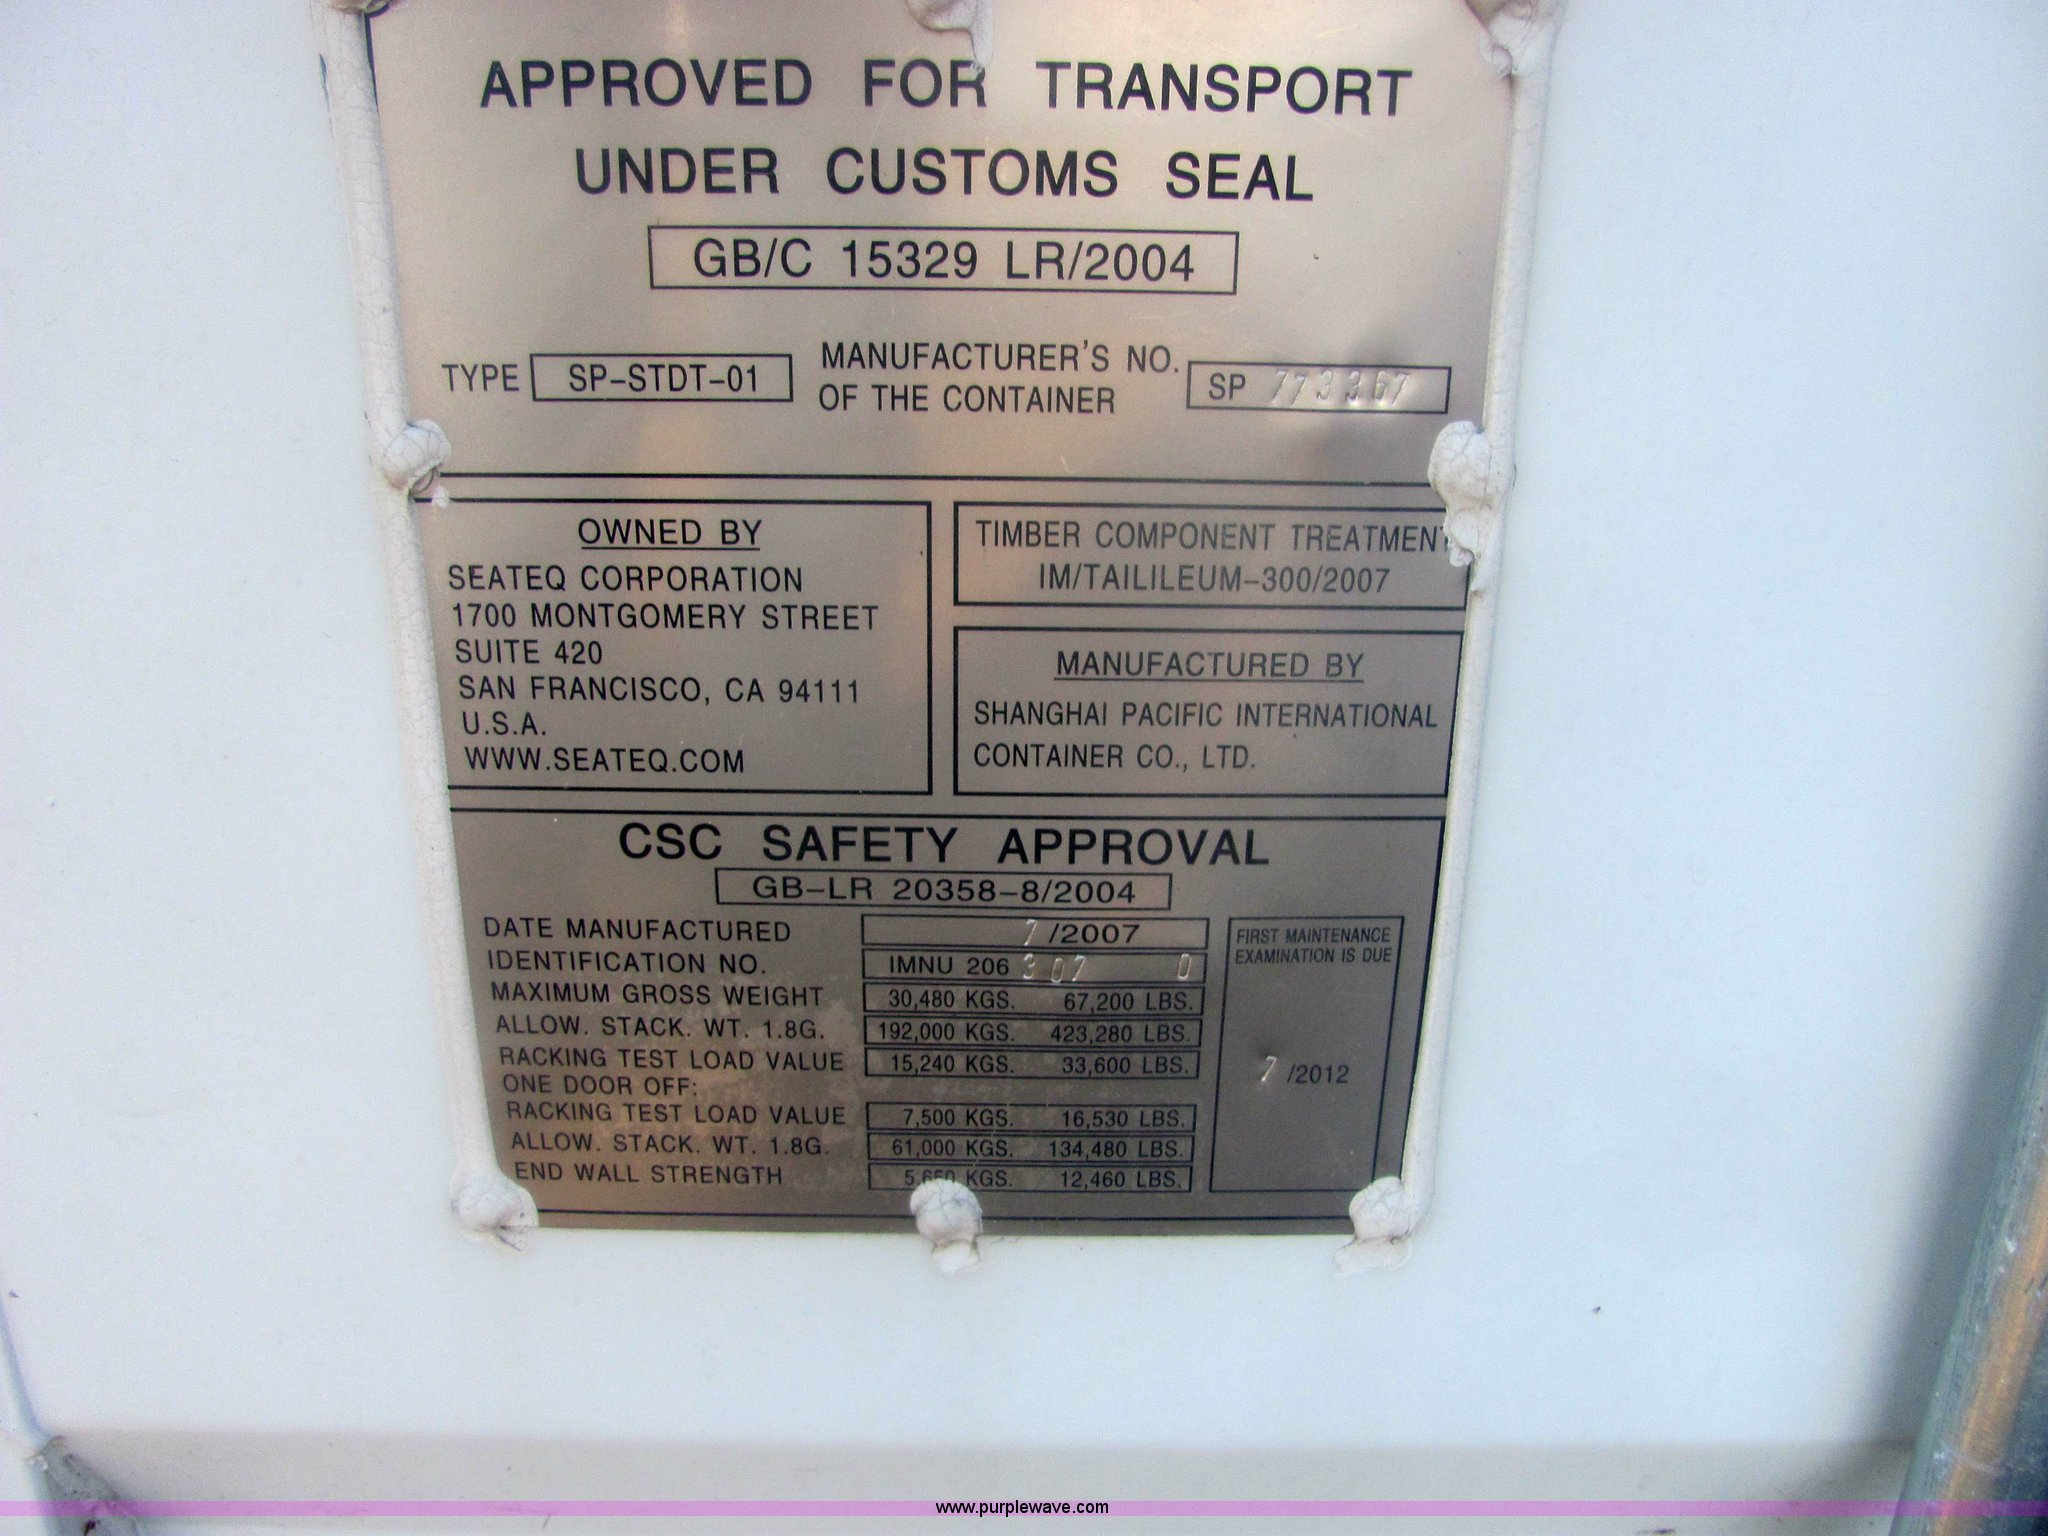 APPROVED FOR TRANSPORT
UNDER CUSTOMS SEAL
GB/C 15329 LR/2004
TYPE SP-STDT-01 MANUFACTURER'S NO.
OF THE CONTAINER SP 773367
OWNED BY
SEATEQ CORPORATION
1700 MONTGOMERY STREET
SUITE 420
SAN FRANCISCO, CA 94111
U.S.A.
WWW.SEATEQ.COM
TIMBER COMPONENT TREATMENT
IM/TAILILEUM-300/2007
MANUFACTURED BY
SHANGHAI PACIFIC INTERNATIONAL
CONTAINER CO., LTD.
CSC SAFETY APPROVAL
GB-LR 20358-8/2004
DATE MANUFACTURED 7/2007
IDENTIFICATION NO. IMNU 206 307 0
MAXIMUM GROSS WEIGHT 30,480 KGS. 67,200 LBS.
ALLOW. STACK. WT. 1.8G. 192,000 KGS. 423,280 LBS.
RACKING TEST LOAD VALUE 15,240 KGS. 33,600 LBS.
ONE DOOR OFF:
RACKING TEST LOAD VALUE 7,500 KGS. 16,530 LBS.
ALLOW. STACK. WT. 1.8G. 61,000 KGS. 134,480 LBS.
END WALL STRENGTH 5,650 KGS. 12,460 LBS.
FIRST MAINTENANCE
EXAMINATION IS DUE
7/2012
www.purplewave.com